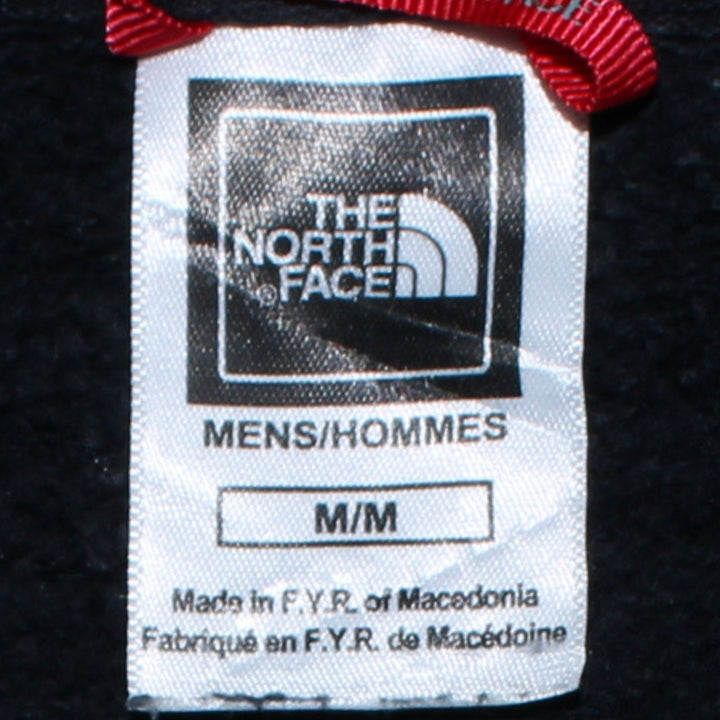 THE
NORTH
FACE
®
MENS/HOMMES
M/M
Made in F.Y.R. of Macedonia
Fabriqué en F.Y.R. de Macédoine